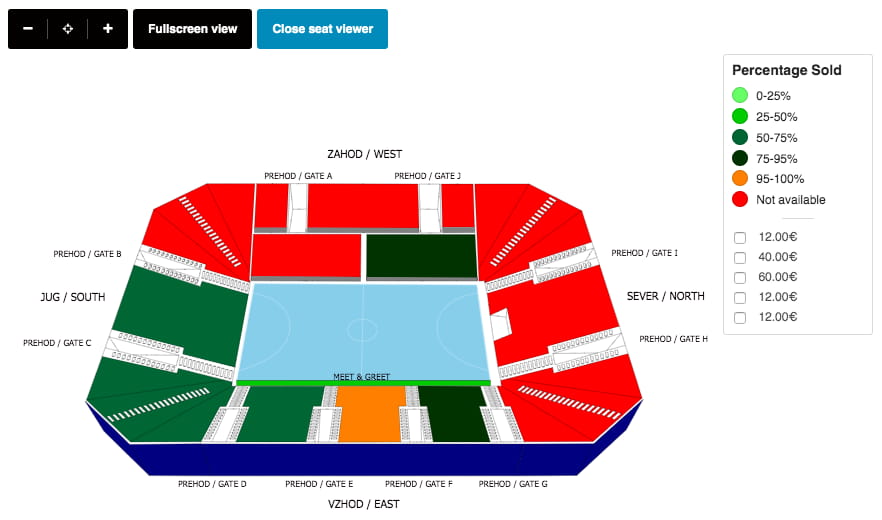 Fullscreen view
Close seat viewer
Percentage Sold
0-25%
25-50%
50-75%
75-95%
95-100%
Not available
12.00€
40.00€
60.00€
12.00€
12.00€
ZAHOD / WEST
PREHOD / GATE A
PREHOD / GATE J
PREHOD / GATE B
PREHOD / GATE I
JUG / SOUTH
SEVER / NORTH
PREHOD / GATE C
PREHOD / GATE H
MEET & GREET
PREHOD / GATE D
PREHOD / GATE E
PREHOD / GATE F
PREHOD / GATE G
VZHOD / EAST